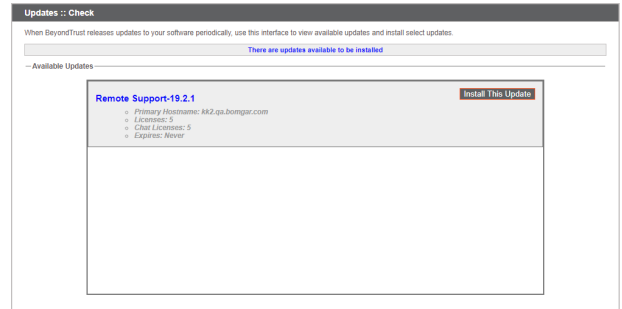 Updates :: Check
When BeyondTrust releases updates to your software periodically, use this interface to view available updates and install select updates.
There are updates available to be installed
Available Updates
Remote Support-19.2.1
Install This Update
Primary Hostname: kk2.qa.bomgar.com
Licenses: 5
Chat Licenses: 5
Expires: Never